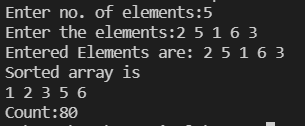 Enter no. of elements:5
Enter the elements:2 5 1 6 3
Entered Elements are: 2 5 1 6 3
Sorted array is
1 2 3 5 6
Count:80